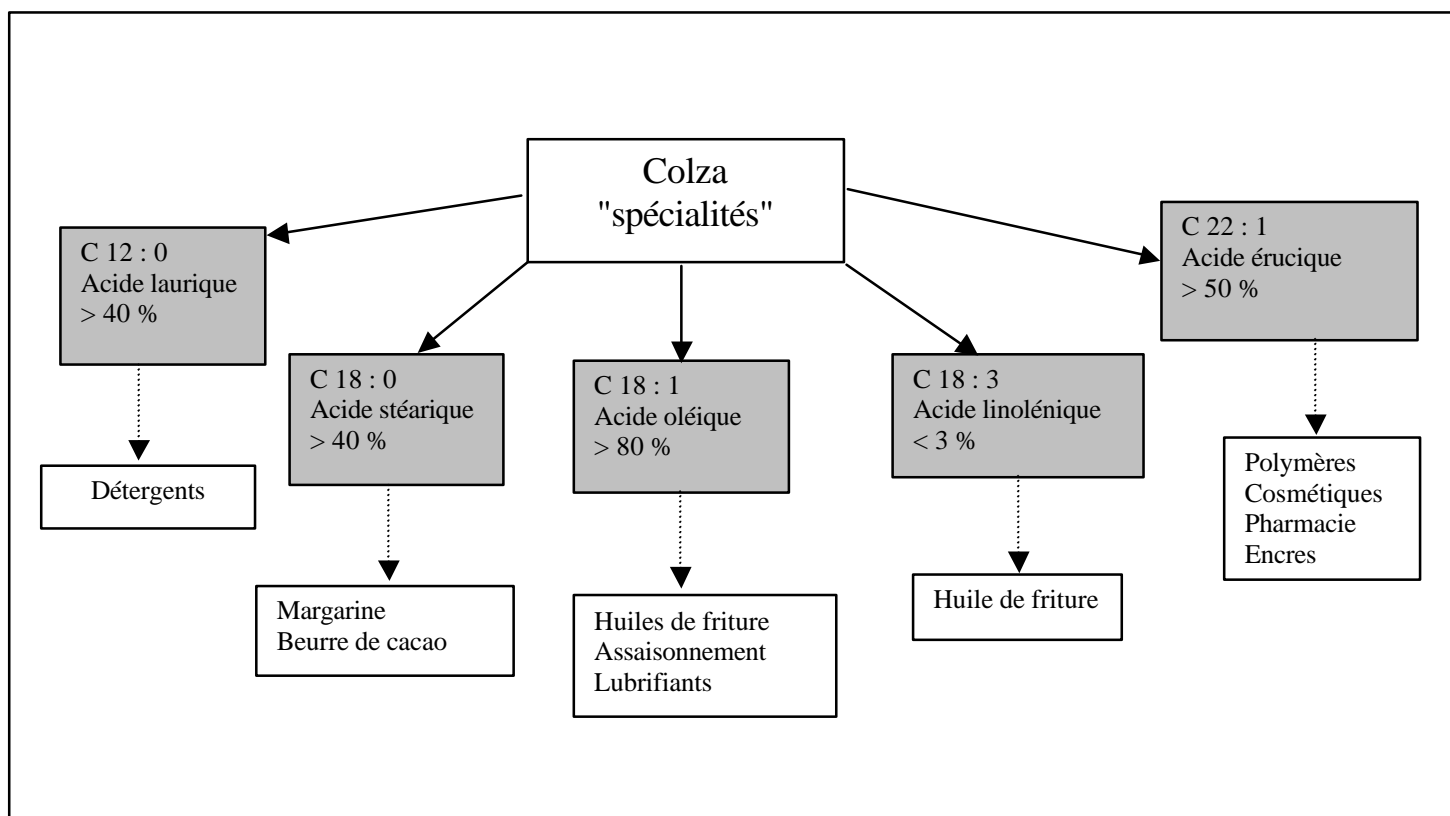 Colza
"spécialités"
C 12 : 0
Acide laurique
> 40 %
C 18 : 0
Acide stéarique
> 40 %
C 18 : 1
Acide oléique
> 80 %
C 18 : 3
Acide linolénique
< 3 %
C 22 : 1
Acide érucique
> 50 %
Détergents
Margarine
Beurre de cacao
Huiles de friture
Assaisonnement
Lubrifiants
Huile de friture
Polymères
Cosmétiques
Pharmacie
Encres